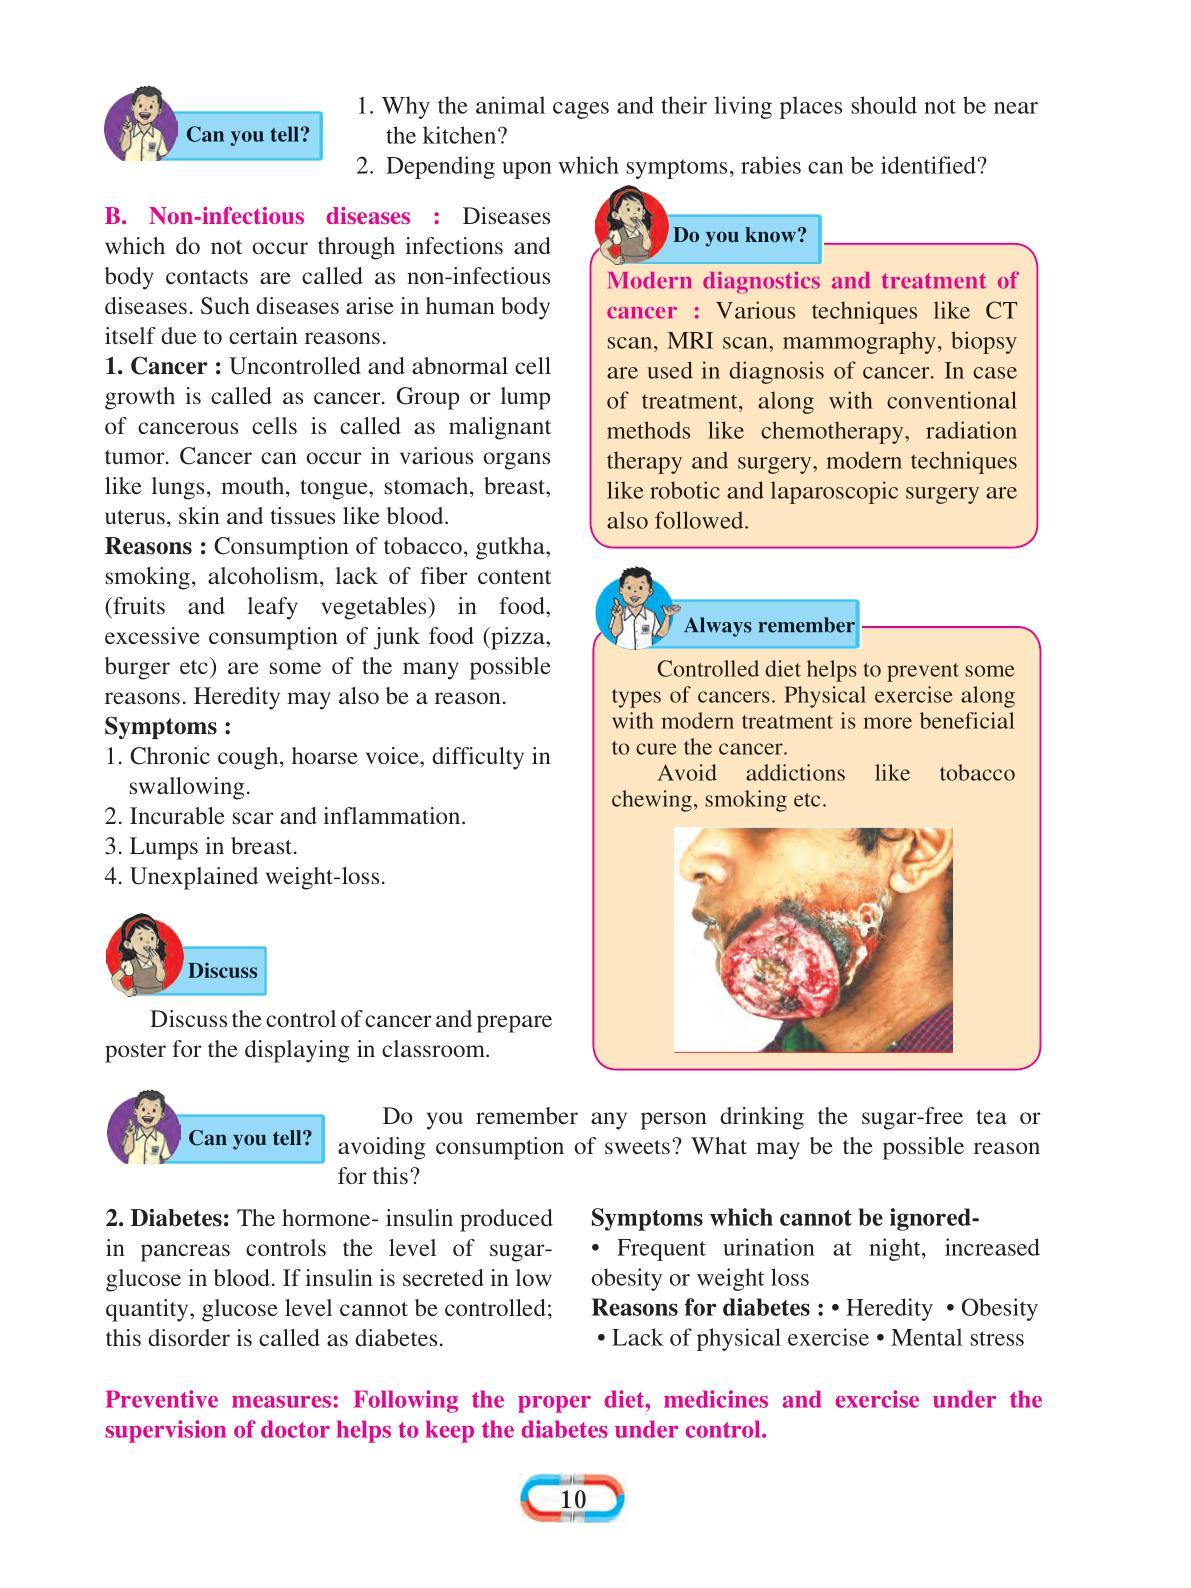 Can you tell?
1. Why the animal cages and their living places should not be near
the kitchen?
2. Depending upon which symptoms, rabies can be identified?
B. Non-infectious diseases : Diseases
which do not occur through infections and
body contacts are called as non-infectious
diseases. Such diseases arise in human body
itself due to certain reasons.
1. Cancer : Uncontrolled and abnormal cell
growth is called as cancer. Group or lump
of cancerous cells is called as malignant
tumor. Cancer can occur in various organs
like lungs, mouth, tongue, stomach, breast,
uterus, skin and tissues like blood.
Reasons : Consumption of tobacco, gutkha,
smoking, alcoholism, lack of fiber content
(fruits and leafy vegetables) in food,
excessive consumption of junk food (pizza,
burger etc) are some of the many possible
reasons. Heredity may also be a reason.
Symptoms :
1. Chronic cough, hoarse voice, difficulty in
swallowing.
2. Incurable scar and inflammation.
3. Lumps in breast.
4. Unexplained weight-loss.
Discuss
Discuss the control of cancer and prepare
poster for the displaying in classroom.
Do you know?
Modern diagnostics and treatment of
cancer : Various techniques like CT
scan, MRI scan, mammography, biopsy
are used in diagnosis of cancer. In case
of treatment, along with conventional
methods like chemotherapy, radiation
therapy and surgery, modern techniques
like robotic and laparoscopic surgery are
also followed.
Always remember
Controlled diet helps to prevent some
types of cancers. Physical exercise along
with modern treatment is more beneficial
to cure the cancer.
Avoid addictions like tobacco
chewing, smoking etc.
Can you tell?
Do you remember any person drinking the sugar-free tea or
avoiding consumption of sweets? What may be the possible reason
for this?
2. Diabetes: The hormone- insulin produced
in pancreas controls the level of sugar-
glucose in blood. If insulin is secreted in low
quantity, glucose level cannot be controlled;
this disorder is called as diabetes.
Symptoms which cannot be ignored-
• Frequent urination at night, increased
obesity or weight loss
Reasons for diabetes : • Heredity • Obesity
• Lack of physical exercise • Mental stress
Preventive measures: Following the proper diet, medicines and exercise under the
supervision of doctor helps to keep the diabetes under control.
10